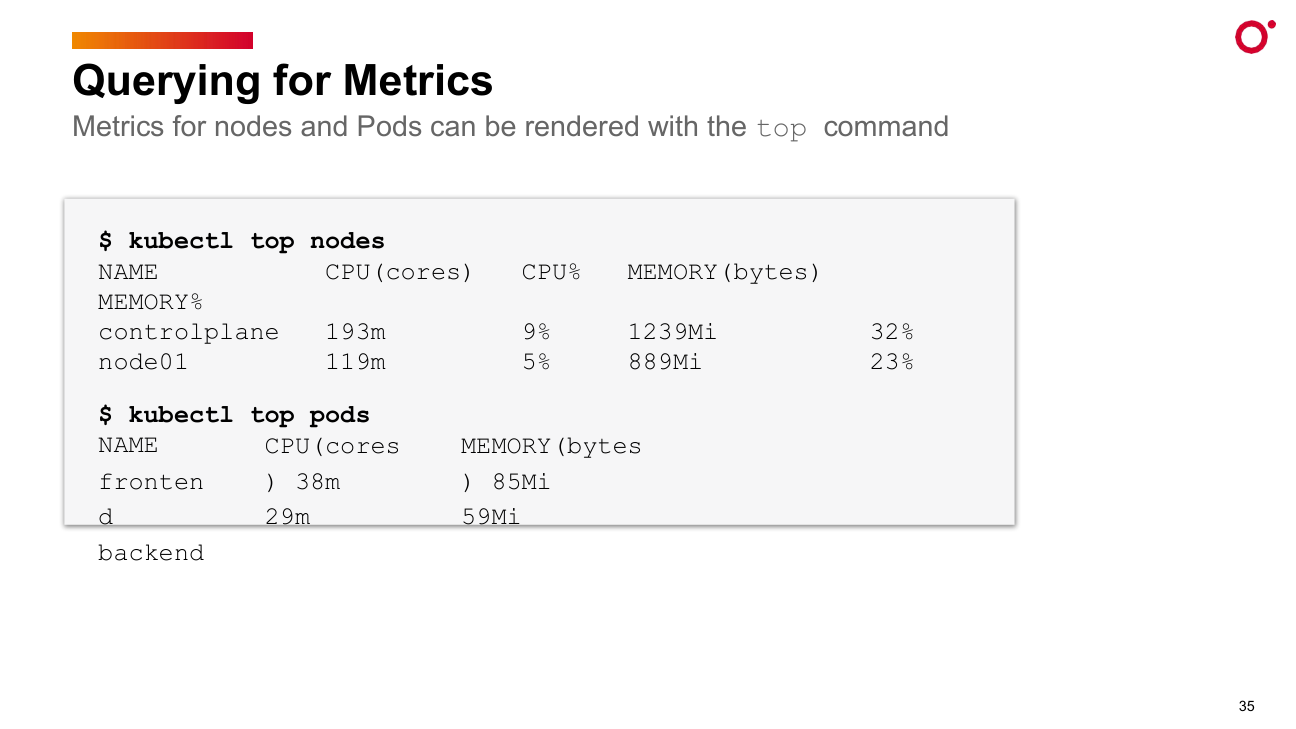 Querying for Metrics
Metrics for nodes and Pods can be rendered with the top command
$ kubectl top nodes
NAME CPU(cores) CPU% MEMORY(bytes)
MEMORY%
controlplane 193m 9% 1239Mi 32%
node01 119m 5% 889Mi 23%
$ kubectl top pods
NAME CPU(cores MEMORY(bytes
fronten ) 38m ) 85Mi
d 29m 59Mi
backend
35